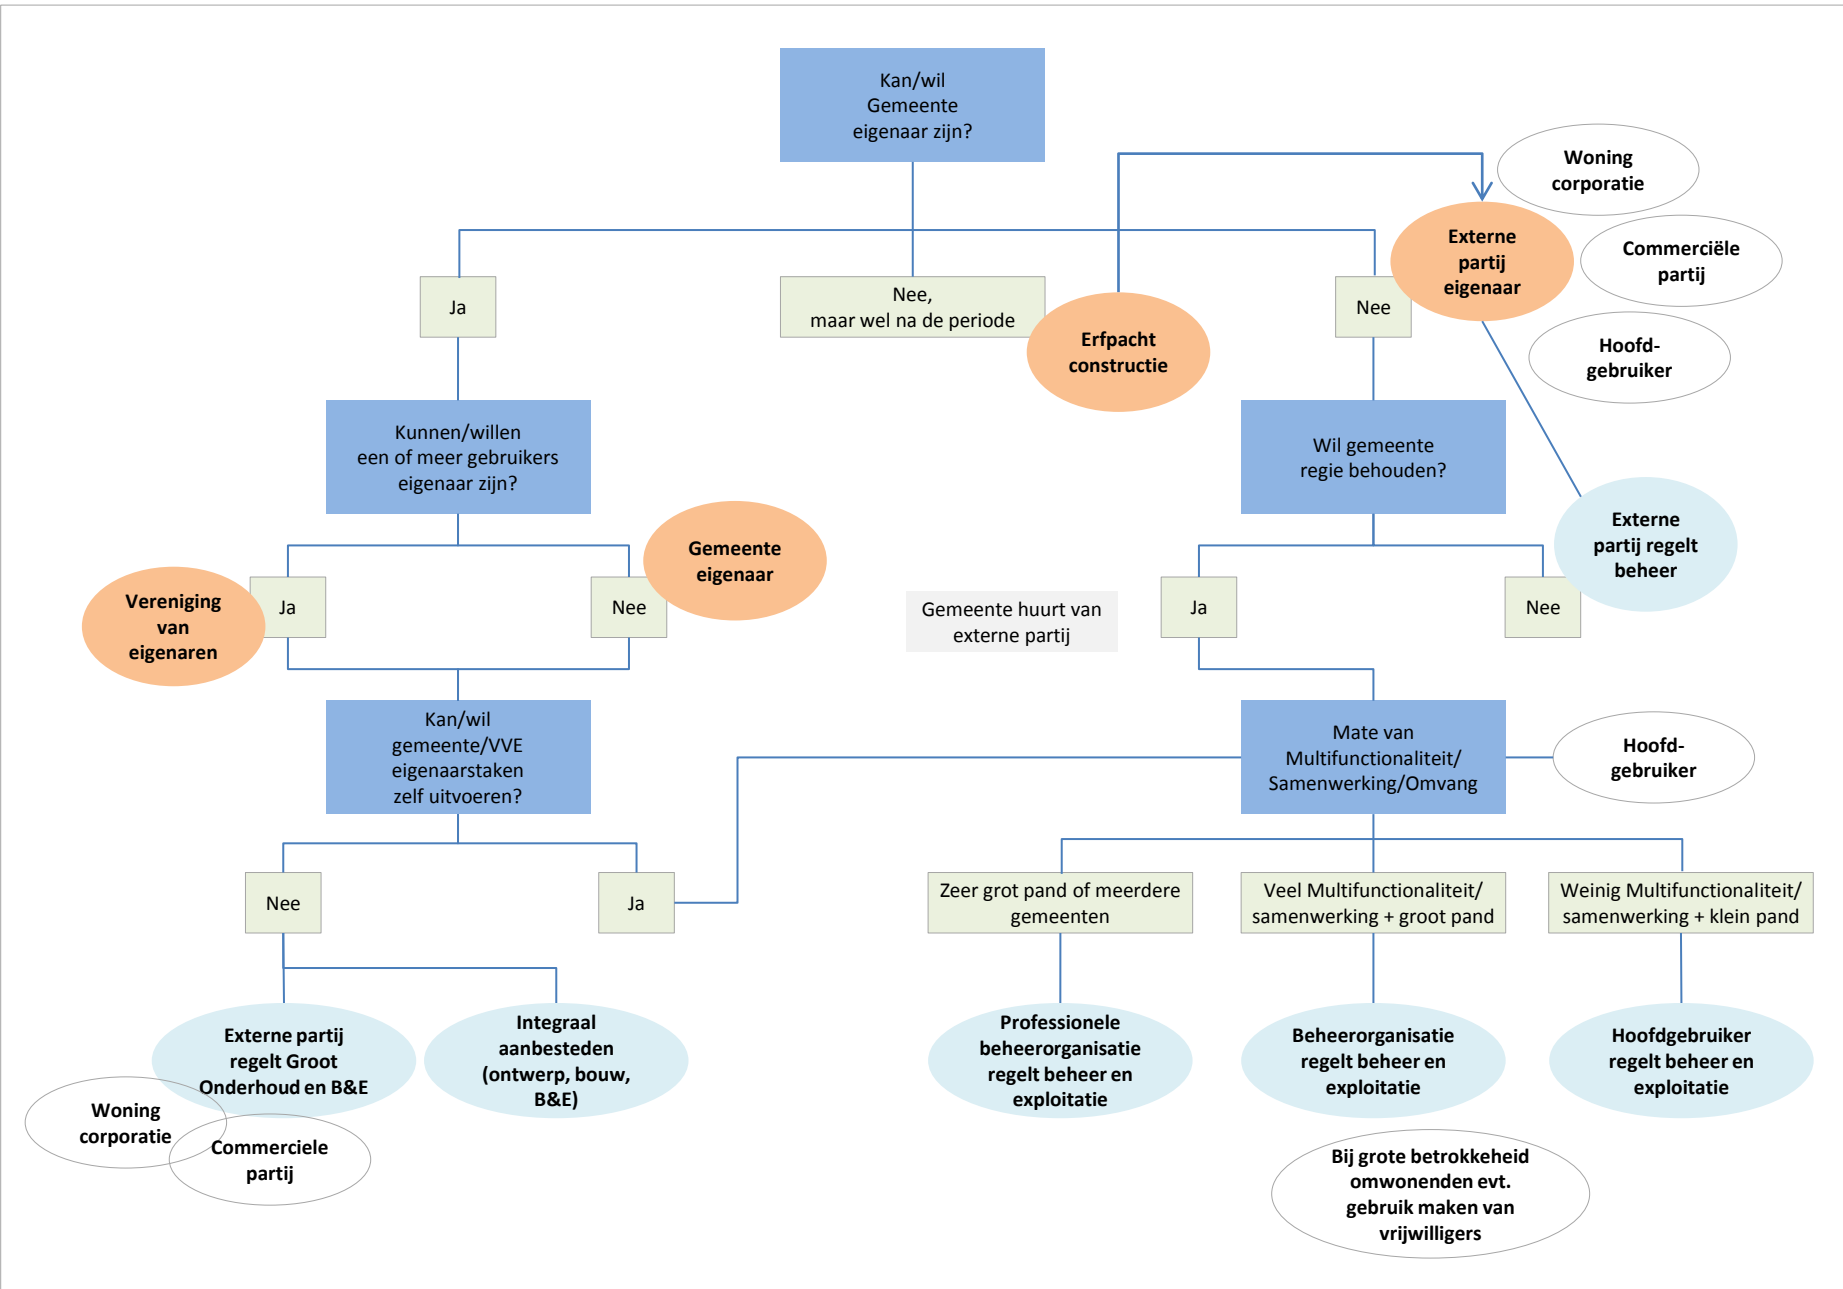 Kan/wil
Gemeente
eigenaar zijn?
Woning
corporatie
Externe
partij
eigenaar
Commerciële
partij
Ja
Nee,
maar wel na de periode
Nee
Erfpacht
constructie
Hoofd-
gebruiker
Kunnen/willen
een of meer gebruikers
eigenaar zijn?
Wil gemeente
regie behouden?
Gemeente
eigenaar
Externe
partij regelt
beheer
Vereniging
van
eigenaren
Ja
Nee
Gemeente huurt van
externe partij
Ja
Nee
Kan/wil
gemeente/VVE
eigenaarstaken
zelf uitvoeren?
Mate van
Multifunctionaliteit/
Samenwerking/Omvang
Hoofd-
gebruiker
Nee
Ja
Zeer grot pand of meerdere
gemeenten
Veel Multifunctionaliteit/
samenwerking + groot pand
Weinig Multifunctionaliteit/
samenwerking + klein pand
Externe partij
regelt Groot
Onderhoud en B&E
Integraal
aanbesteden
(ontwerp, bouw,
B&E)
Professionele
beheerorganisatie
regelt beheer en
exploitatie
Beheerorganisatie
regelt beheer en
exploitatie
Hoofdgebruiker
regelt beheer en
exploitatie
Woning
corporatie
Commerciele
partij
Bij grote betrokkeheid
omwonenden evt.
gebruik maken van
vrijwilligers